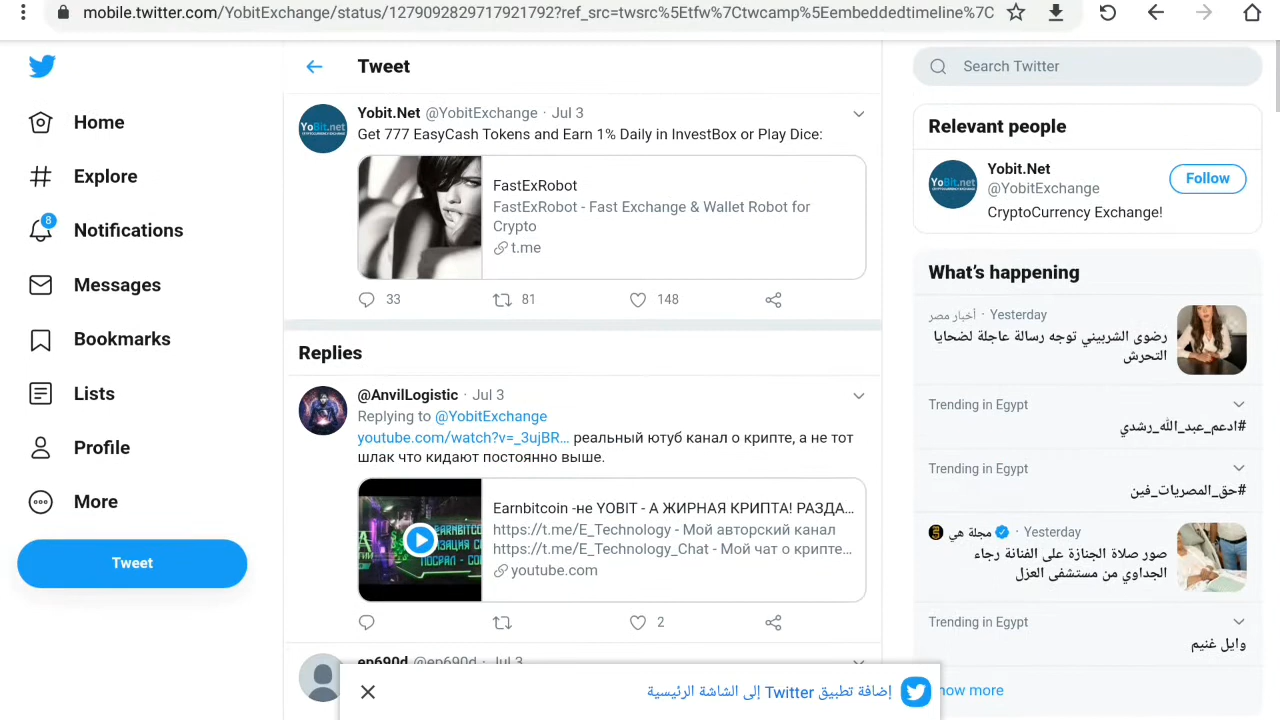 mobile.twitter.com/YobitExchange/status/1279092829717921792?ref_src=twsrc%5Etfw%7Ctwcamp%5Eembeddedtimeline%7C
Home
Explore
8
Notifications
Messages
Bookmarks
Lists
Profile
More
Tweet
Tweet
YoBit.net
Yobit.Net @YobitExchange · Jul 3
Get 777 EasyCash Tokens and Earn 1% Daily in InvestBox or Play Dice:
FastExRobot
FastExRobot - Fast Exchange & Wallet Robot for
Crypto
t.me
33 81 148
Replies
@AnvilLogistic · Jul 3
Replying to @YobitExchange
youtube.com/watch?v=_3ujBR... реальный ютуб канал о крипте, а не тот
шлак что кидают постоянно выше.
Earnbitcoin -не YOBIT - А ЖИРНАЯ КРИПТА! РАЗДА...
https://t.me/E_Technology - Мой авторский канал
https://t.me/E_Technology_Chat - Мой чат о крипте...
youtube.com
2
ep690d @ep690d · Jul 3
إضافة تطبيق Twitter إلى الشاشة الرئيسية
Search Twitter
Relevant people
YoBit.net
Yobit.Net
@YobitExchange
Follow
CryptoCurrency Exchange!
What's happening
أخبار مصر · Yesterday
رضوى الشربيني توجه رسالة عاجلة لضحايا
التحرش
Trending in Egypt
#ادعم_عبد_الله_رشدي
Trending in Egypt
#حق_المصريات_فين
مجلة هي · Yesterday
صور صلاة الجنازة على الفنانة رجاء
الجداوي من مستشفى العزل
Trending in Egypt
وايل غنيم
how more